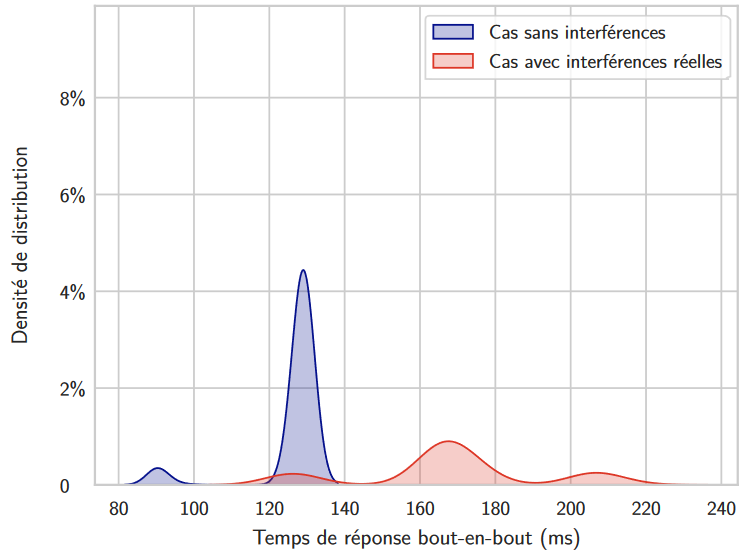 Cas sans interférences
Cas avec interférences réelles
Densité de distribution
8%
6%
4%
2%
0
80 100 120 140 160 180 200 220 240
Temps de réponse bout-en-bout (ms)